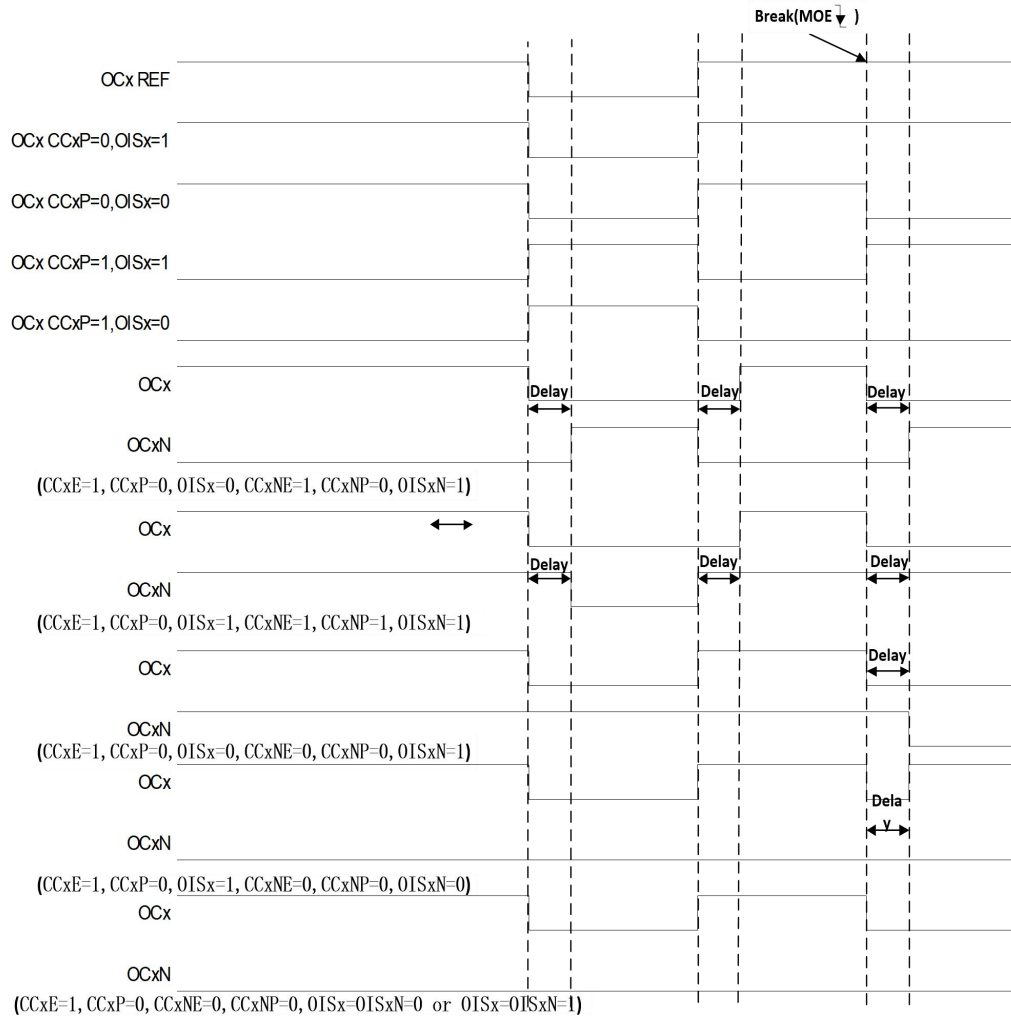 Break(MOE )
OCx REF
OCx CCxP=0,OISx=1
OCx CCxP=0,OISx=0
OCx CCxP=1,OISx=1
OCx CCxP=1,OISx=0
OCx
Delay Delay Delay
OCxN
(CCxE=1,CCxP=0,OISx=0,CCxNE=1,CCxNP=0,OISxN=1)
OCx
Delay Delay Delay
OCxN
(CCxE=1,CCxP=0,OISx=1,CCxNE=1,CCxNP=1,OISxN=1)
OCx
Delay
OCxN
(CCxE=1,CCxP=0,OISx=0,CCxNE=0,CCxNP=0,OISxN=1)
OCx
Dela
y
OCxN
(CCxE=1,CCxP=0,OISx=1,CCxNE=0,CCxNP=0,OISxN=0)
OCx
OCxN
(CCxE=1,CCxP=0,CCxNE=0,CCxNP=0,OISx=0OISxN=0 or OISx=0ISxN=1)